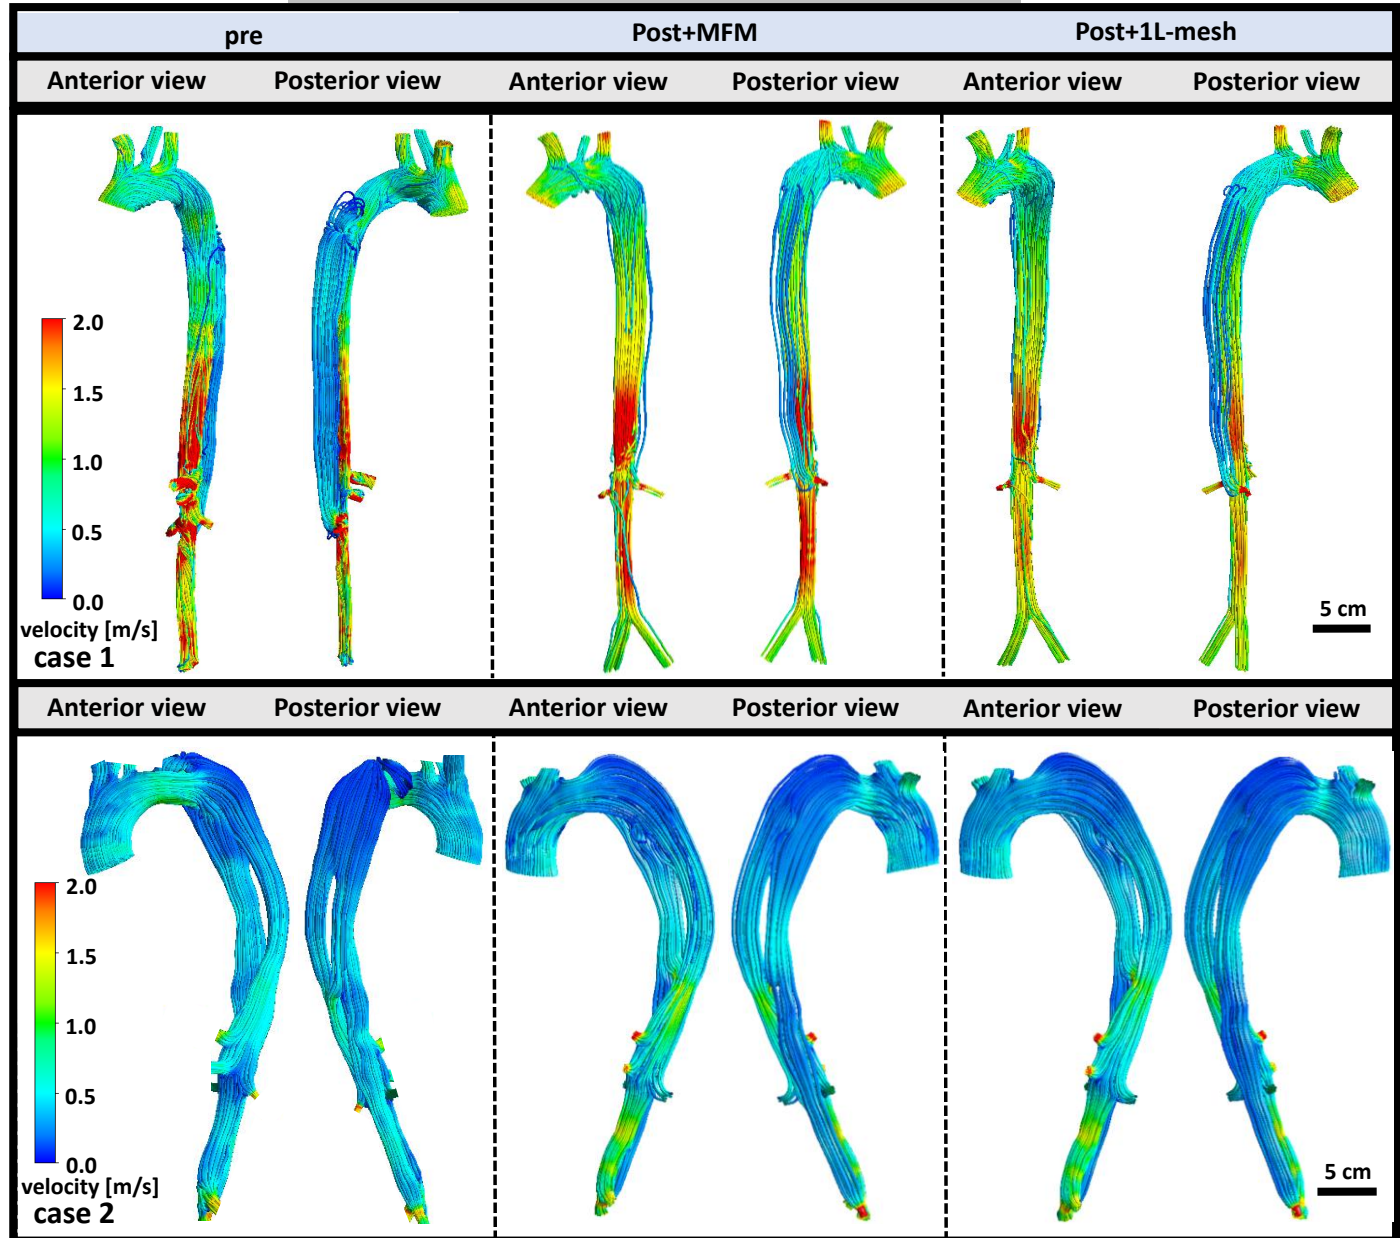 pre Post+MFM Post+1L-mesh
Anterior view Posterior view Anterior view Posterior view Anterior view Posterior view
2.0
1.5
1.0
0.5
0.0
velocity [m/s]
case 1
5 cm
Anterior view Posterior view Anterior view Posterior view Anterior view Posterior view
2.0
1.5
1.0
0.5
0.0
velocity [m/s]
case 2
5 cm